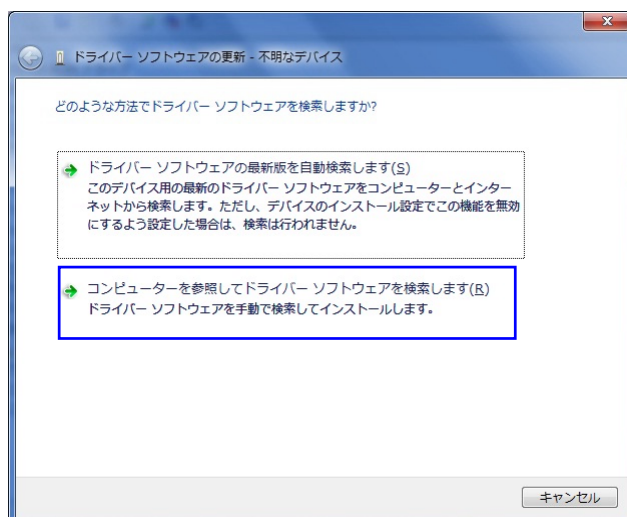 ドライバー ソフトウェアの更新 - 不明なデバイス
どのような方法でドライバー ソフトウェアを検索しますか?
ドライバー ソフトウェアの最新版を自動検索します(S)
このデバイス用の最新のドライバー ソフトウェアをコンピューターとインター
ネットから検索します。ただし、デバイスのインストール設定でこの機能を無効
にするよう設定した場合は、検索は行われません。
コンピューターを参照してドライバー ソフトウェアを検索します(R)
ドライバー ソフトウェアを手動で検索してインストールします。
キャンセル